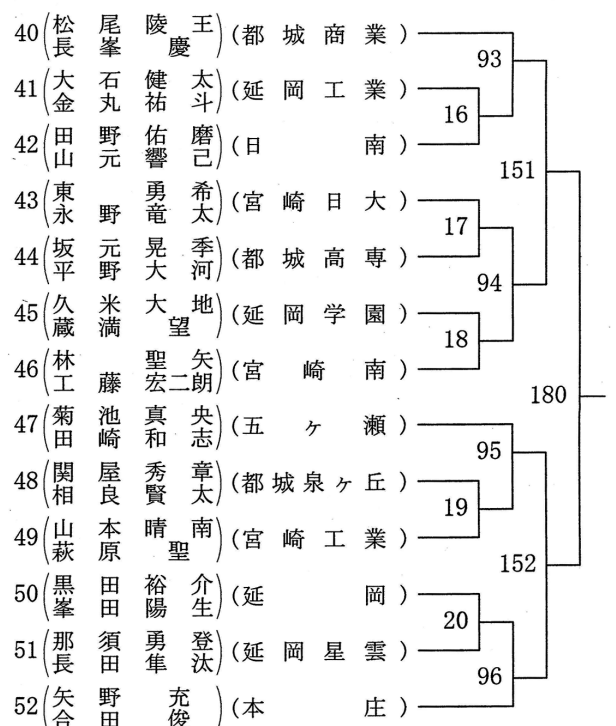 40 松尾陵王 (都城商業)
長峯慶
93
41 大石健太 (延岡工業)
金丸祐斗
16
42 田野佑磨 (日南)
山元響己
151
43 東勇希 (宮崎日大)
永野竜太
17
44 坂元晃季 (都城高専)
平野大河
94
45 久米大地 (延岡学園)
蔵満望
18
46 林聖矢 (宮崎南)
工藤宏二朗
180
47 菊池真央 (五ヶ瀬)
田崎和志
95
48 関屋秀章 (都城泉ヶ丘)
相良賢太
19
49 山本晴南 (宮崎工業)
萩原聖
152
50 黒田裕介 (延岡)
峯田陽生
20
51 那須勇登 (延岡星雲)
長田隼汰
96
52 矢野充 (本庄)
合田俊